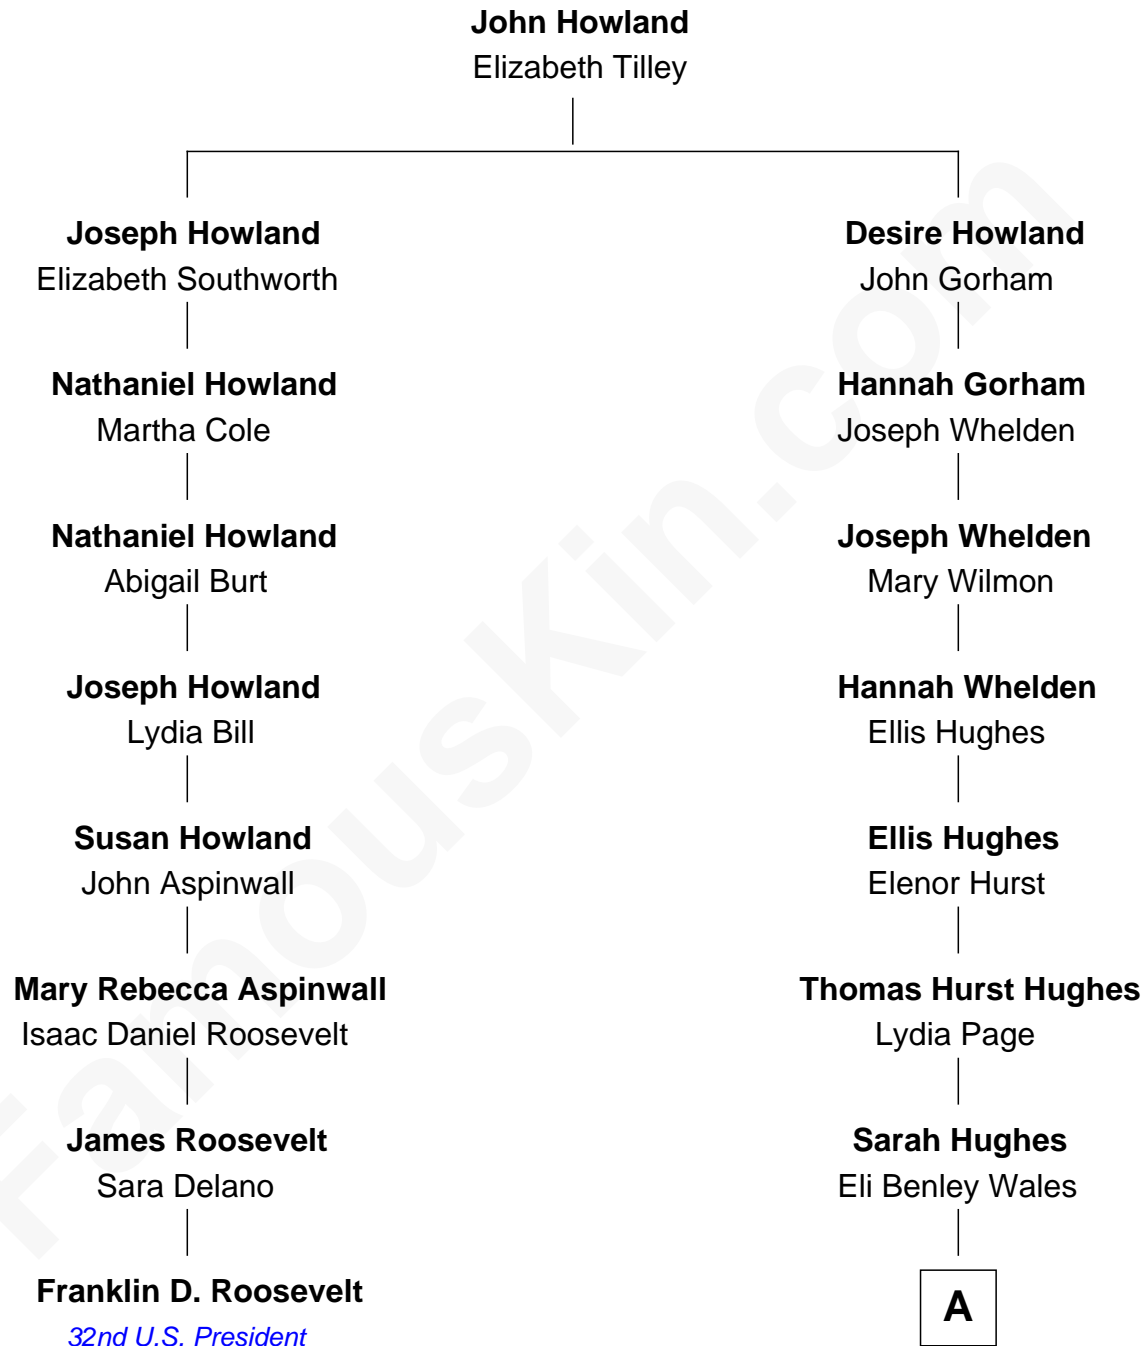 John Howland
Elizabeth Tilley
Joseph Howland
Elizabeth Southworth
Desire Howland
John Gorham
Nathaniel Howland
Martha Cole
Hannah Gorham
Joseph Whelden
Nathaniel Howland
Abigail Burt
Joseph Whelden
Mary Wilmon
Joseph Howland
Lydia Bill
Hannah Whelden
Ellis Hughes
Susan Howland
John Aspinwall
Ellis Hughes
Elenor Hurst
Mary Rebecca Aspinwall
Isaac Daniel Roosevelt
Thomas Hurst Hughes
Lydia Page
James Roosevelt
Sara Delano
Sarah Hughes
Eli Benley Wales
Franklin D. Roosevelt
32nd U.S. President
A
FamousKin.com